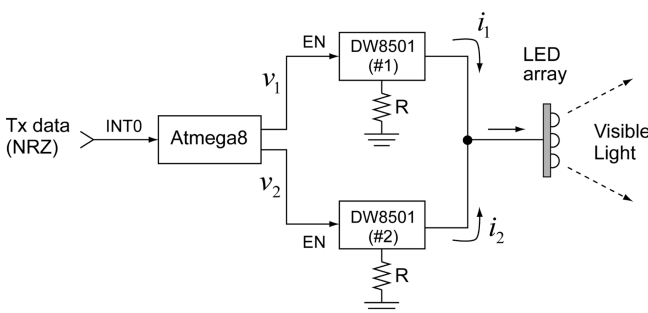 Tx data
(NRZ)
INT0
Atmega8
v1
v2
EN
DW8501
(#1)
R
i1
EN
DW8501
(#2)
R
i2
LED
array
Visible
Light